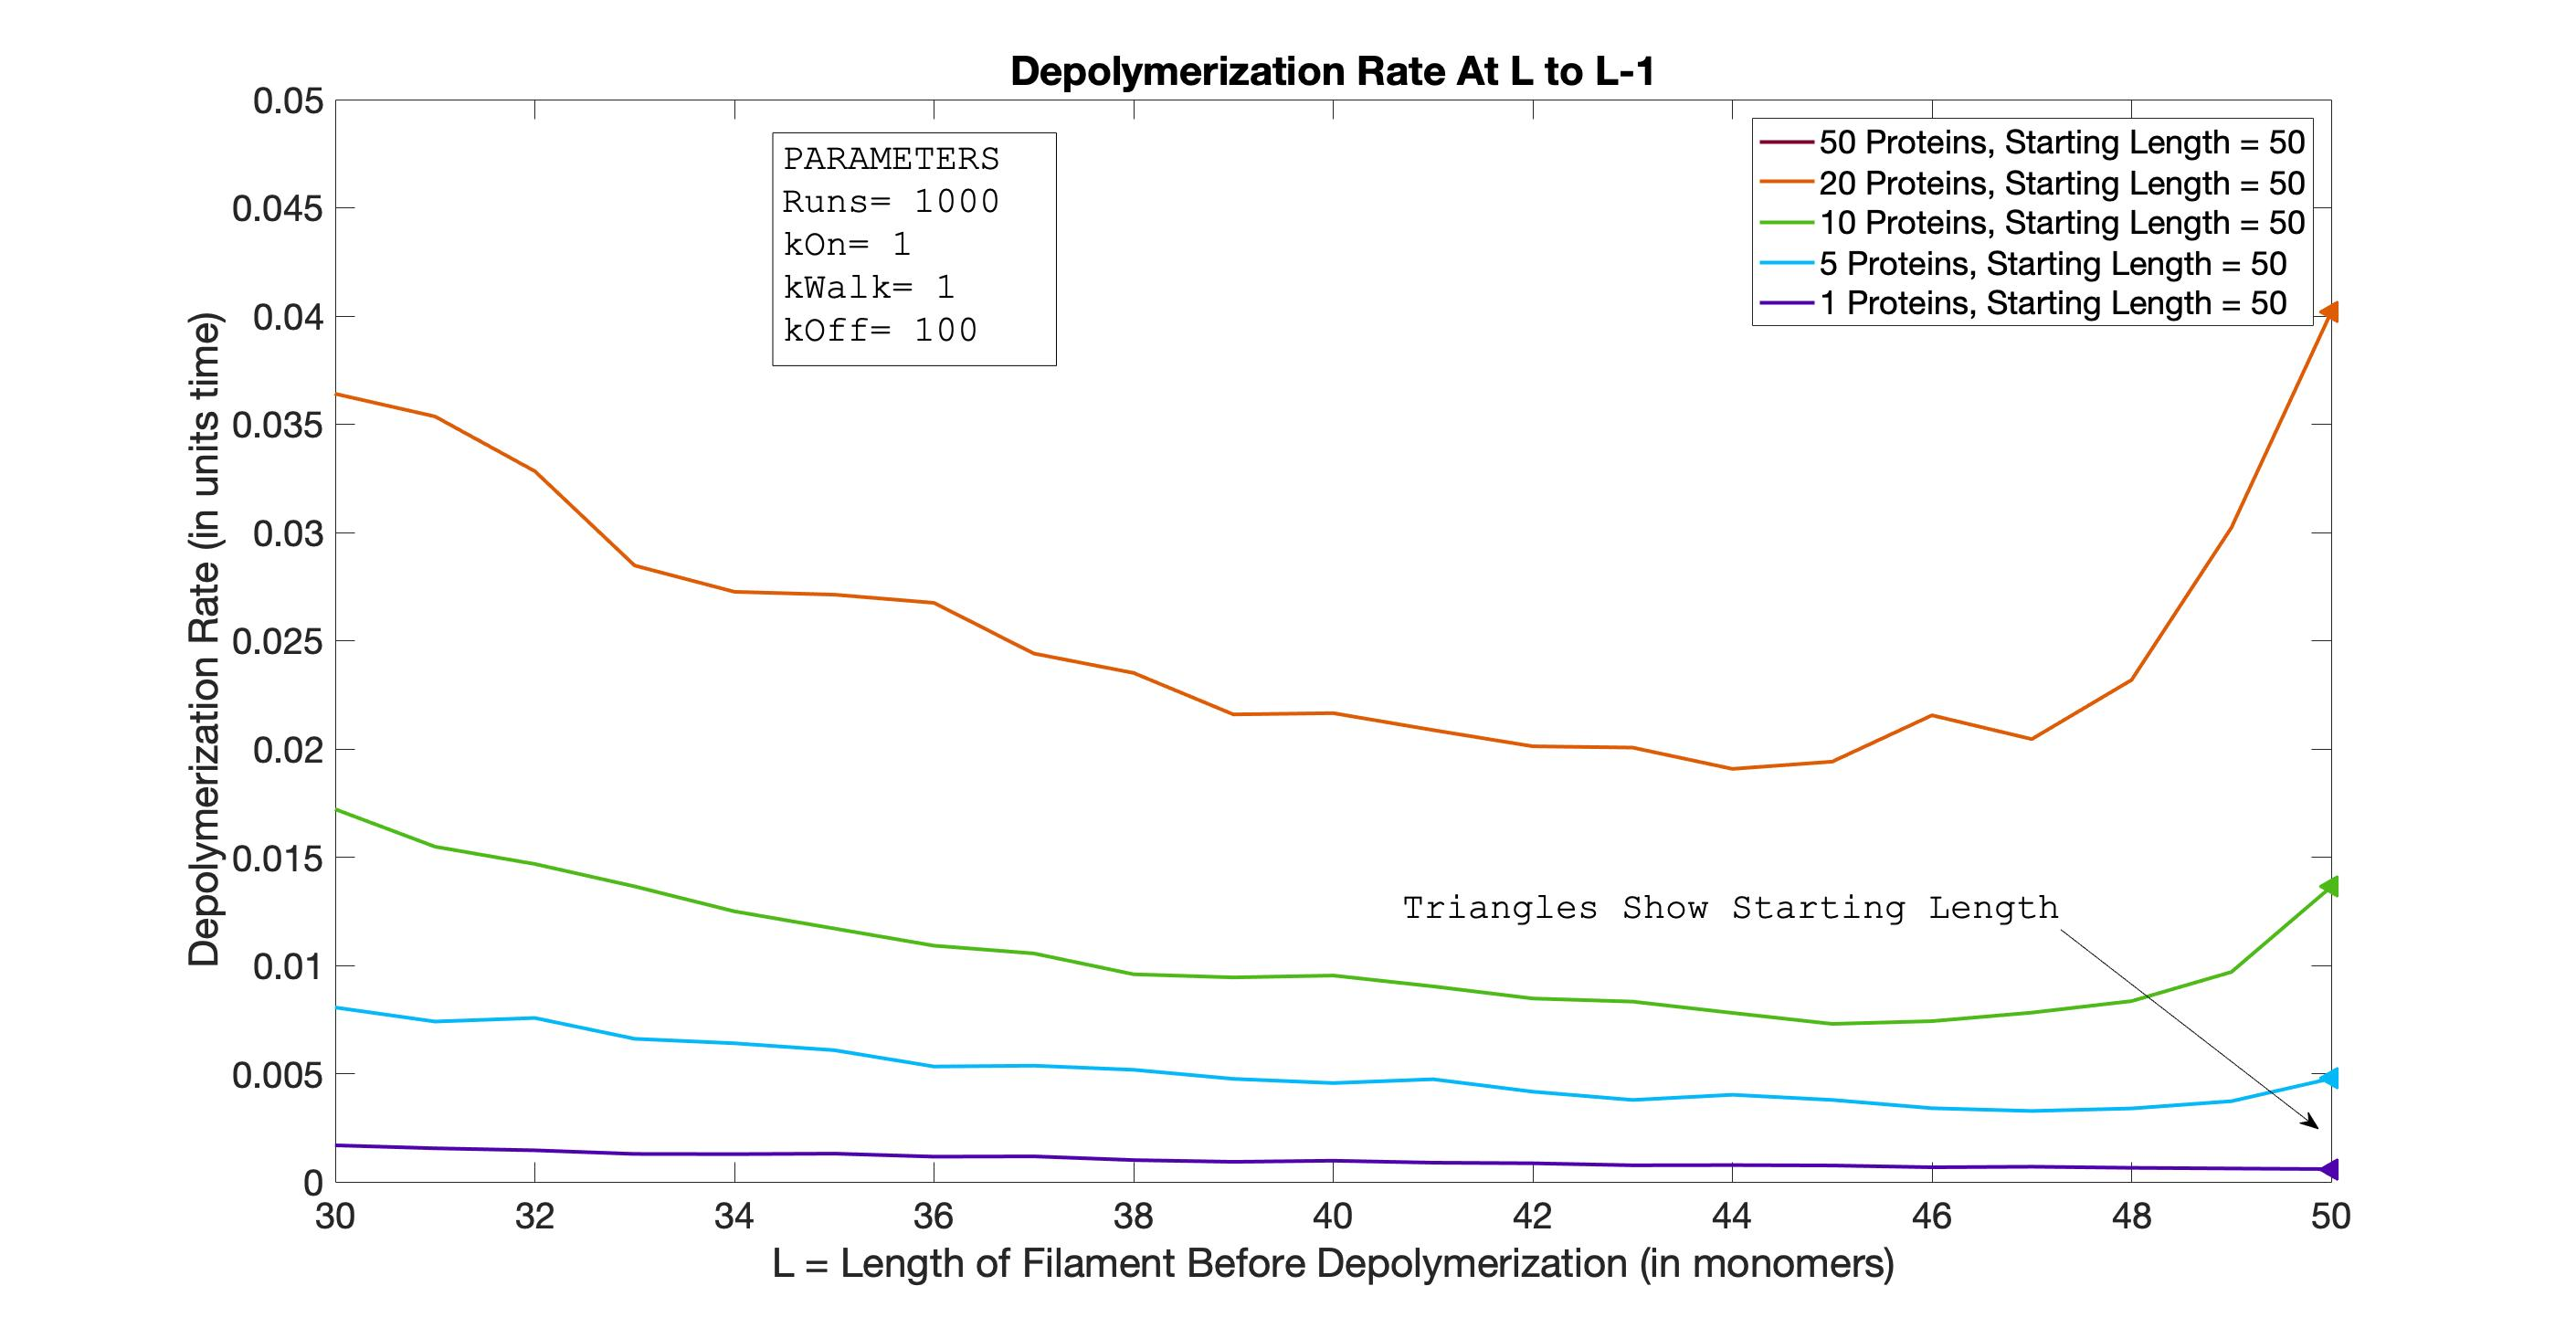 Depolymerization Rate At L to L-1
PARAMETERS
Runs= 1000
kOn= 1
kWalk= 1
kOff= 100
50 Proteins, Starting Length = 50
20 Proteins, Starting Length = 50
10 Proteins, Starting Length = 50
5 Proteins, Starting Length = 50
1 Proteins, Starting Length = 50
Depolymerization Rate (in units time)
0.05
0.045
0.04
0.035
0.03
0.025
0.02
0.015
0.01
0.005
0
Triangles Show Starting Length
30 32 34 36 38 40 42 44 46 48 50
L = Length of Filament Before Depolymerization (in monomers)